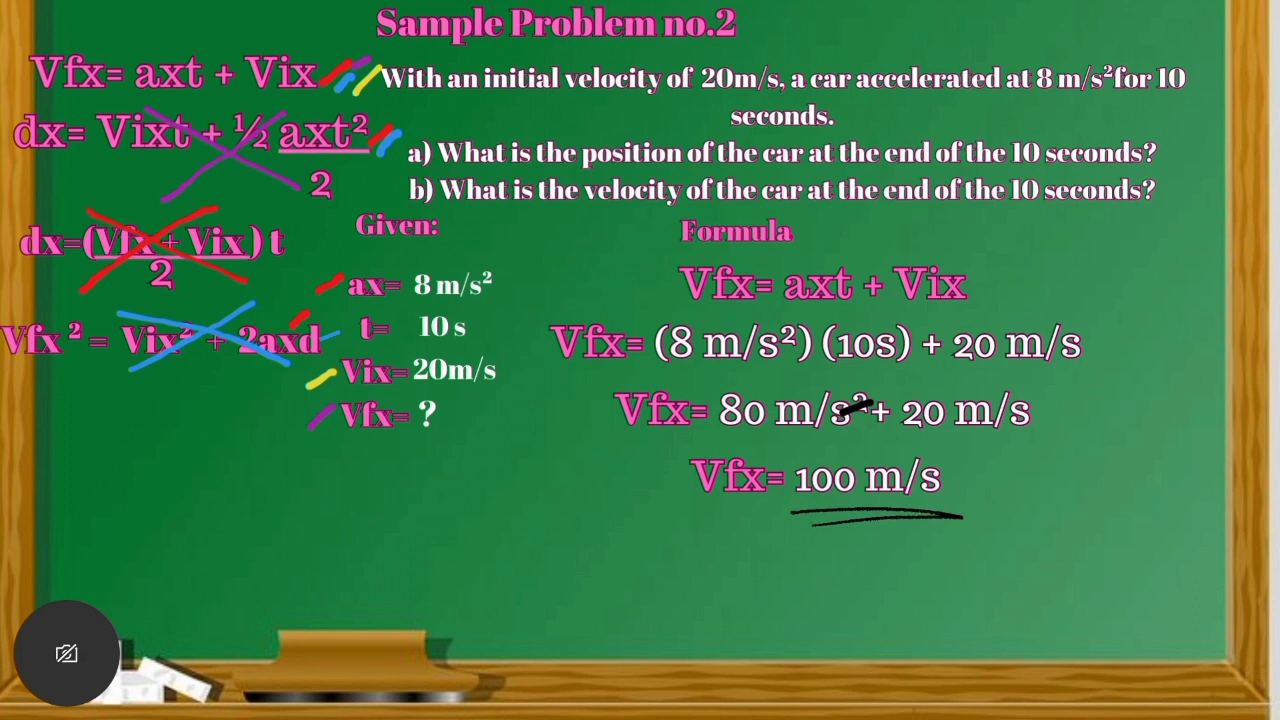 Sample Problem no.2
Vfx= axt + Vix
dx= Vixt + ½ axt²
2
dx=(Vfx + Vix) t
2
Vfx ² = Vix² + 2axd
With an initial velocity of 20m/s, a car accelerated at 8 m/s²for 10
seconds.
a) What is the position of the car at the end of the 10 seconds?
b) What is the velocity of the car at the end of the 10 seconds?
Given:
ax= 8 m/s²
t= 10 s
Vix= 20m/s
Vfx= ?
Formula
Vfx= axt + Vix
Vfx= (8 m/s²) (10s) + 20 m/s
Vfx= 80 m/s²+ 20 m/s
Vfx= 100 m/s